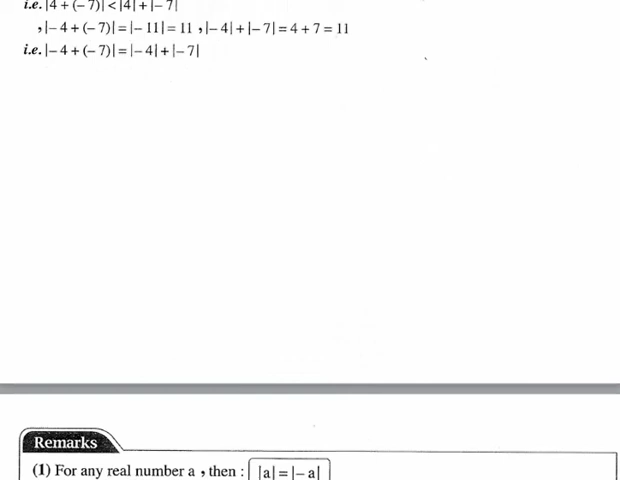 i.e. |4 + (– 7)| < |4| + |– 7|
, |– 4 + (– 7)| = |– 11| = 11 , |– 4| + |– 7| = 4 + 7 = 11
i.e. |– 4 + (– 7)| = |– 4| + |– 7|
Remarks
(1) For any real number a , then : |a| = |– a|